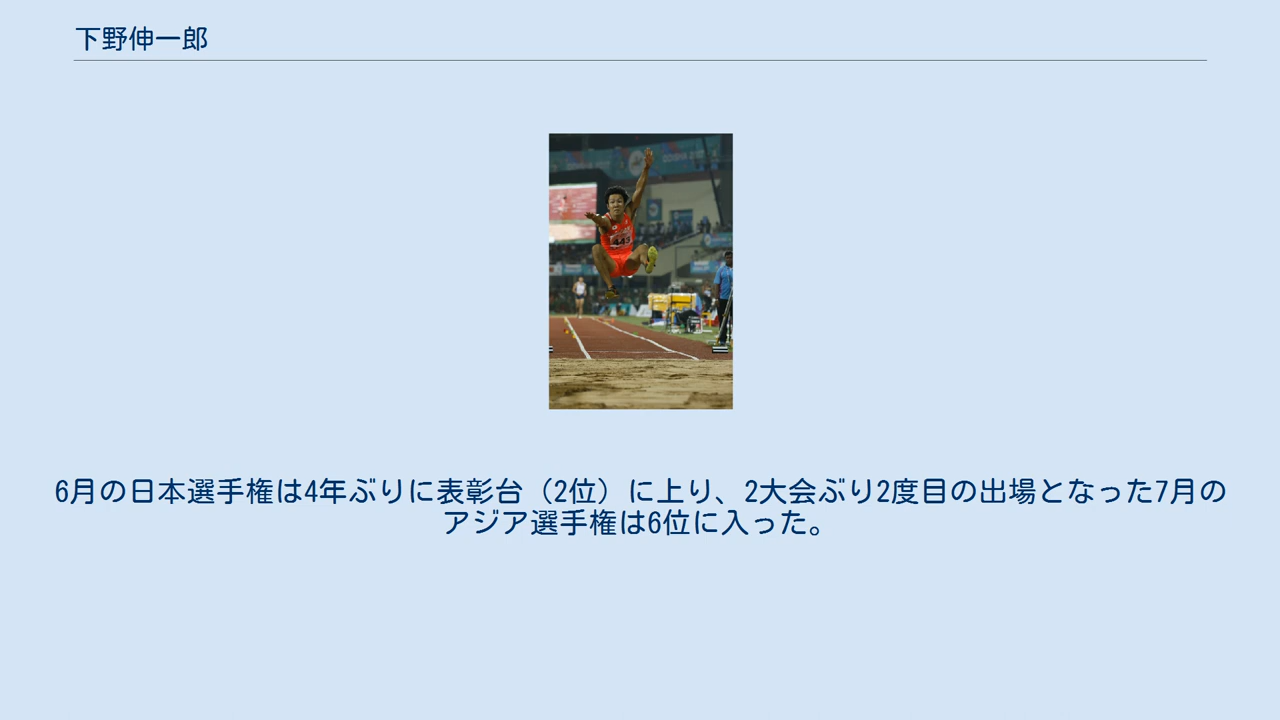 下野伸一郎
6月の日本選手権は4年ぶりに表彰台（2位）に上り、2大会ぶり2度目の出場となった7月の
アジア選手権は6位に入った。